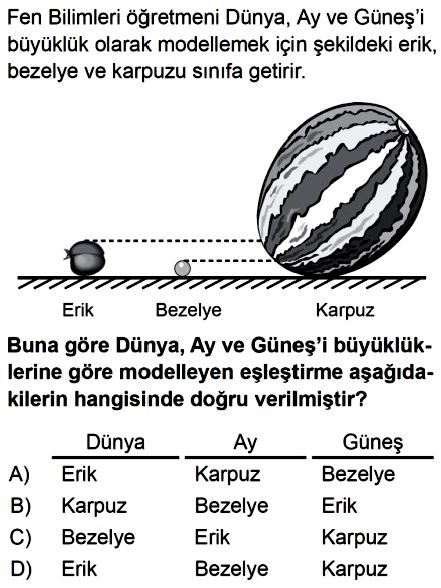 Fen Bilimleri öğretmeni Dünya, Ay ve Güneş'i
büyüklük olarak modellemek için şekildeki erik,
bezelye ve karpuzu sınıfa getirir.
Erik Bezelye Karpuz
Buna göre Dünya, Ay ve Güneş'i büyüklük-
lerine göre modelleyen eşleştirme aşağıda-
kilerin hangisinde doğru verilmiştir?
Dünya Ay Güneş
A) Erik Karpuz Bezelye
B) Karpuz Bezelye Erik
C) Bezelye Erik Karpuz
D) Erik Bezelye Karpuz